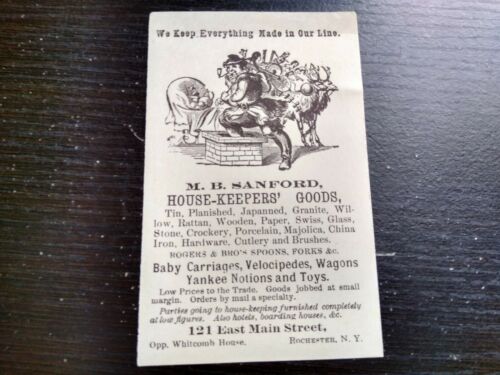 We Keep Everything Made in Our Line.
M. B. SANFORD,
HOUSE-KEEPERS' GOODS,
Tin, Planished, Japanned, Granite, Wil-
low, Rattan, Wooden, Paper, Swiss, Glass,
Stone, Crockery, Porcelain, Majolica, China
Iron, Hardware, Cutlery and Brushes.
ROGERS & BRO'S SPOONS, FORKS &c.
Baby Carriages, Velocipedes, Wagons
Yankee Notions and Toys.
Low Prices to the Trade. Goods jobbed at small
margin. Orders by mail a specialty.
Parties going to house-keeping furnished completely
at low figures. Also hotels, boarding houses, &c.
121 East Main Street,
Opp. Whitcomb House. ROCHESTER, N. Y.